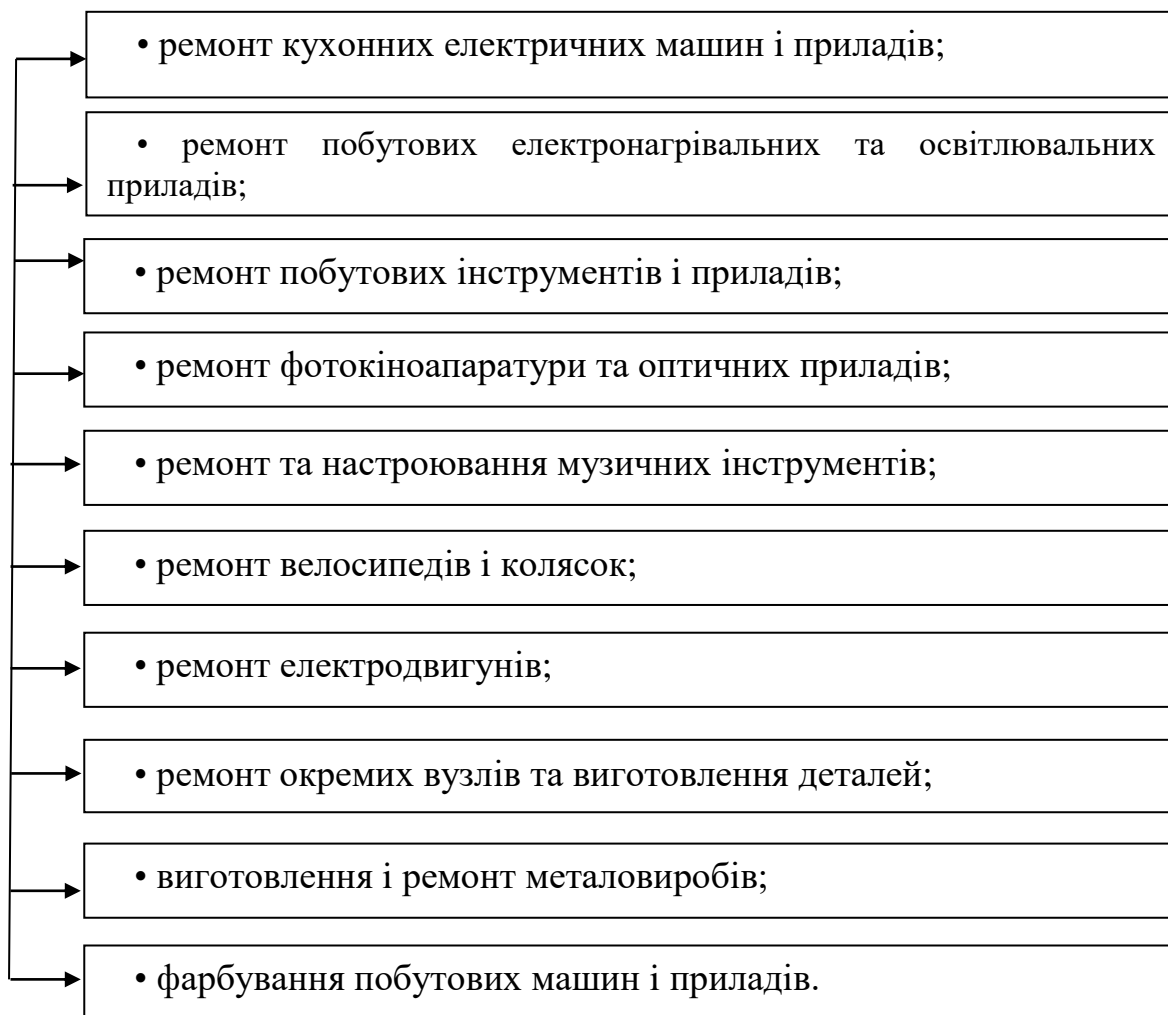 • ремонт кухонних електричних машин і приладів;
• ремонт побутових електронагрівальних та освітлювальних
приладів;
• ремонт побутових інструментів і приладів;
• ремонт фотокіноапаратури та оптичних приладів;
• ремонт та настроювання музичних інструментів;
• ремонт велосипедів і колясок;
• ремонт електродвигунів;
• ремонт окремих вузлів та виготовлення деталей;
• виготовлення і ремонт металовиробів;
• фарбування побутових машин і приладів.